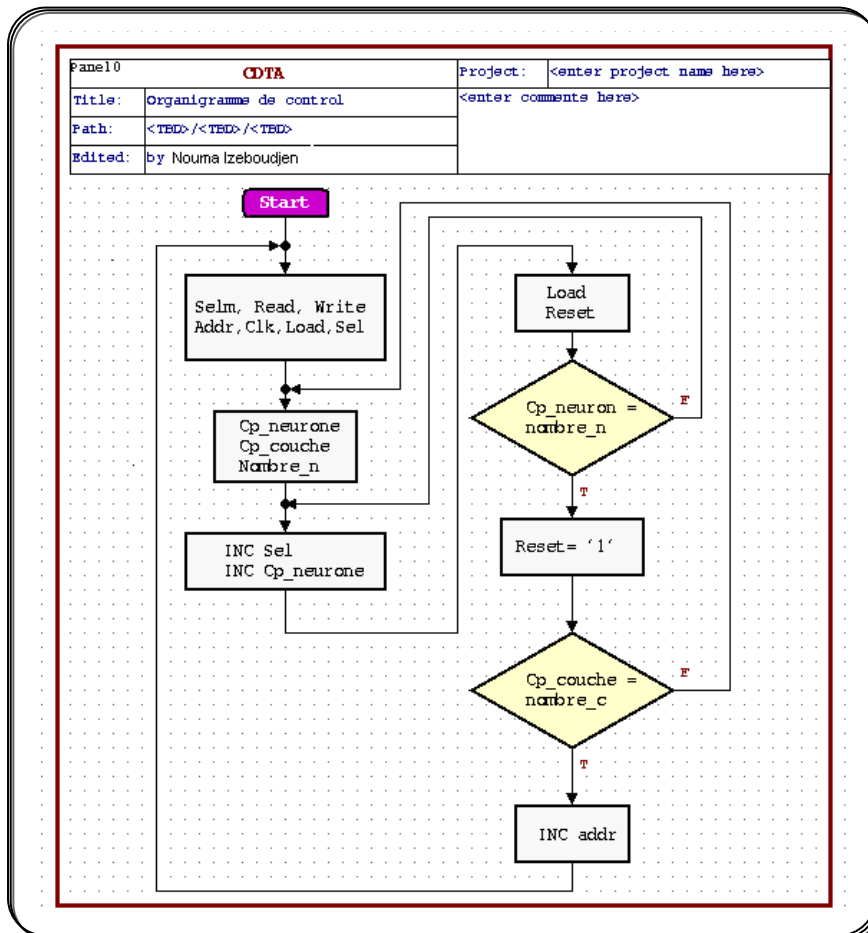 Panel0
CDTA
Project: <enter project name here>
Title: Organigramme de control
<enter comments here>
Path: <TBD>/<TBD>/<TBD>
Edited: by Nouma Izeboudjen
Start
Selm, Read, Write
Addr,Clk,Load,Sel
Cp_neurone
Cp_couche
Nombre_n
INC Sel
INC Cp_neurone
Load
Reset
Cp_neuron =
nombre_n
F
T
Reset= ‘1‘
Cp_couche =
nombre_c
F
T
INC addr